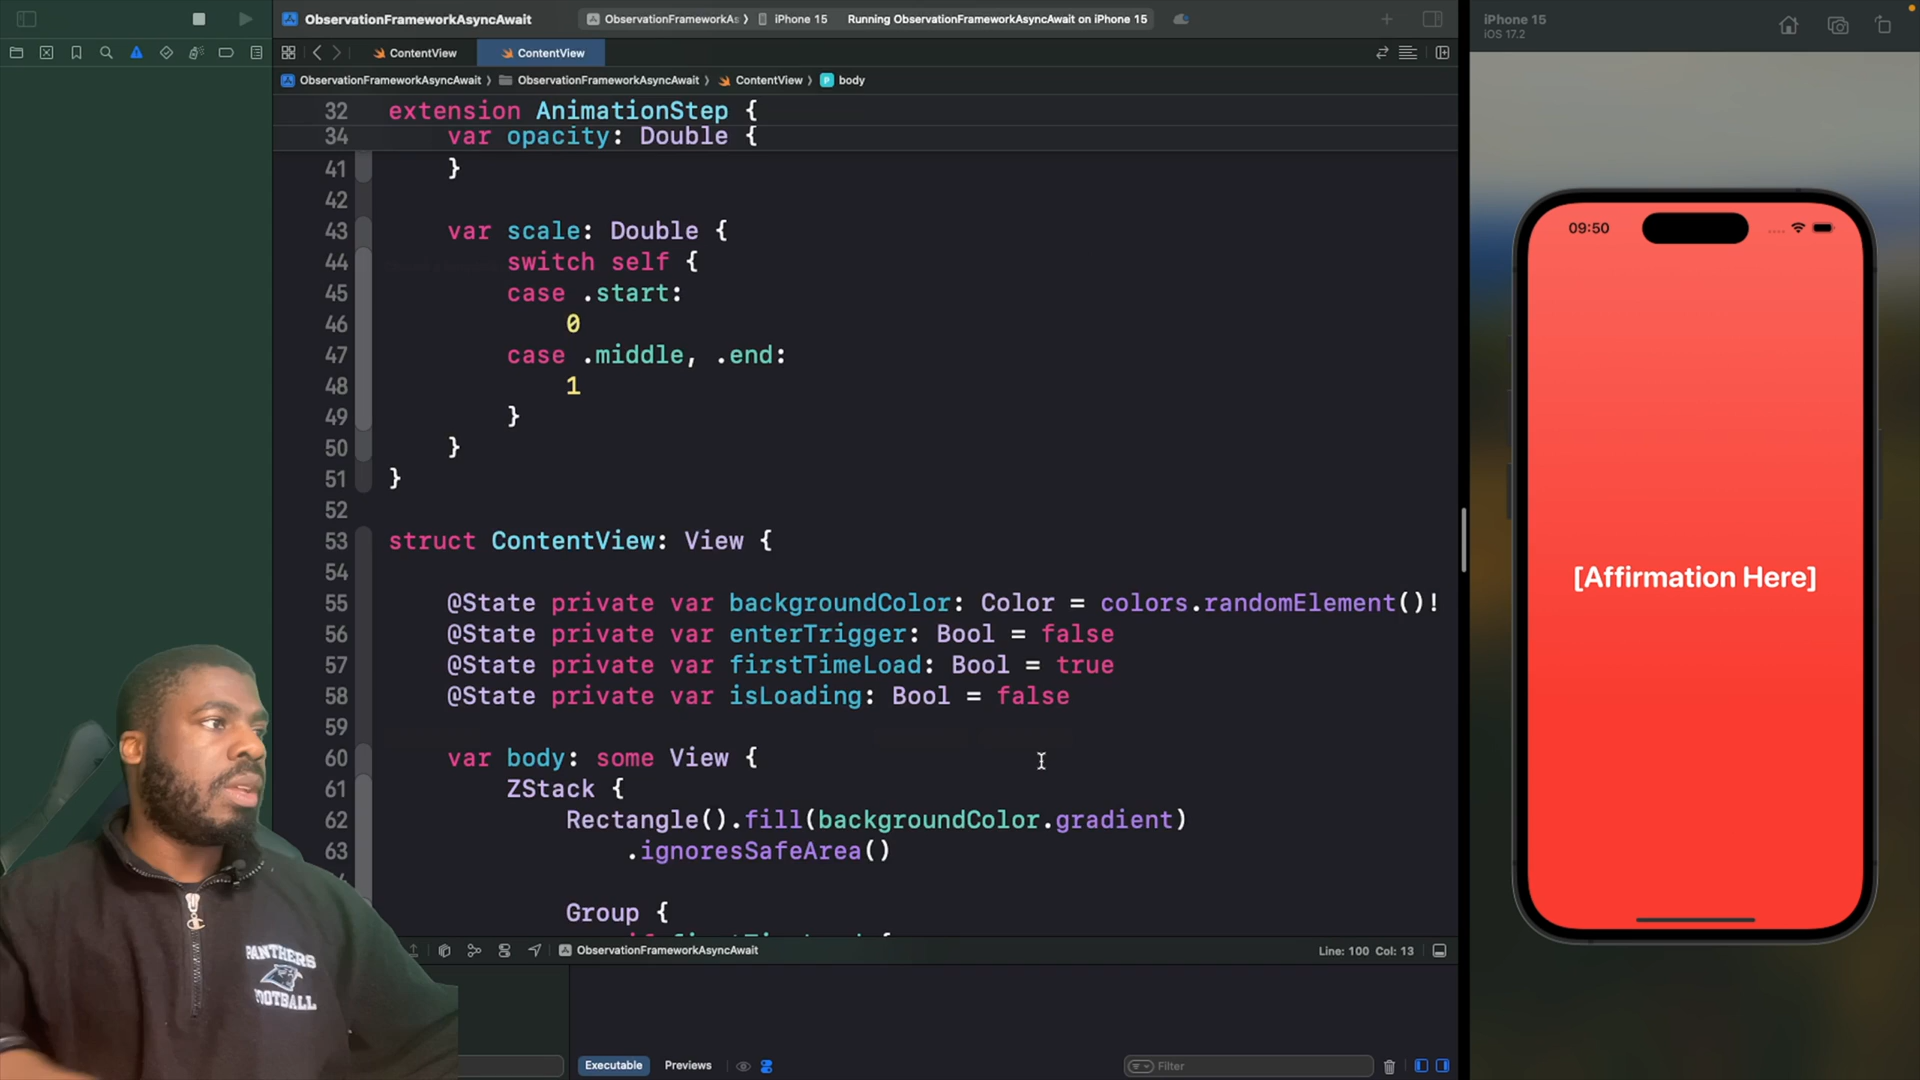 ObservationFrameworkAsyncAwait
ObservationFrameworkAs
iPhone 15
Running ObservationFrameworkAsyncAwait on iPhone 15
ContentView
ContentView
ObservationFrameworkAsyncAwait
ObservationFrameworkAsyncAwait
ContentView
P body
32 extension AnimationStep {
34 var opacity: Double {
41 }
42
43 var scale: Double {
44 switch self {
45 case .start:
46 0
47 case .middle, .end:
48 1
49 }
50 }
51 }
52
53 struct ContentView: View {
54
55 @State private var backgroundColor: Color = colors.randomElement()!
56 @State private var enterTrigger: Bool = false
57 @State private var firstTimeLoad: Bool = true
58 @State private var isLoading: Bool = false
59
60 var body: some View {
61 ZStack {
62 Rectangle().fill(backgroundColor.gradient)
63 .ignoresSafeArea()
Group {
ObservationFrameworkAsyncAwait
Line: 100 Col: 13
Executable
Previews
Filter
iPhone 15
iOS 17.2
09:50
[Affirmation Here]
PANTHERS
FOOTBALL